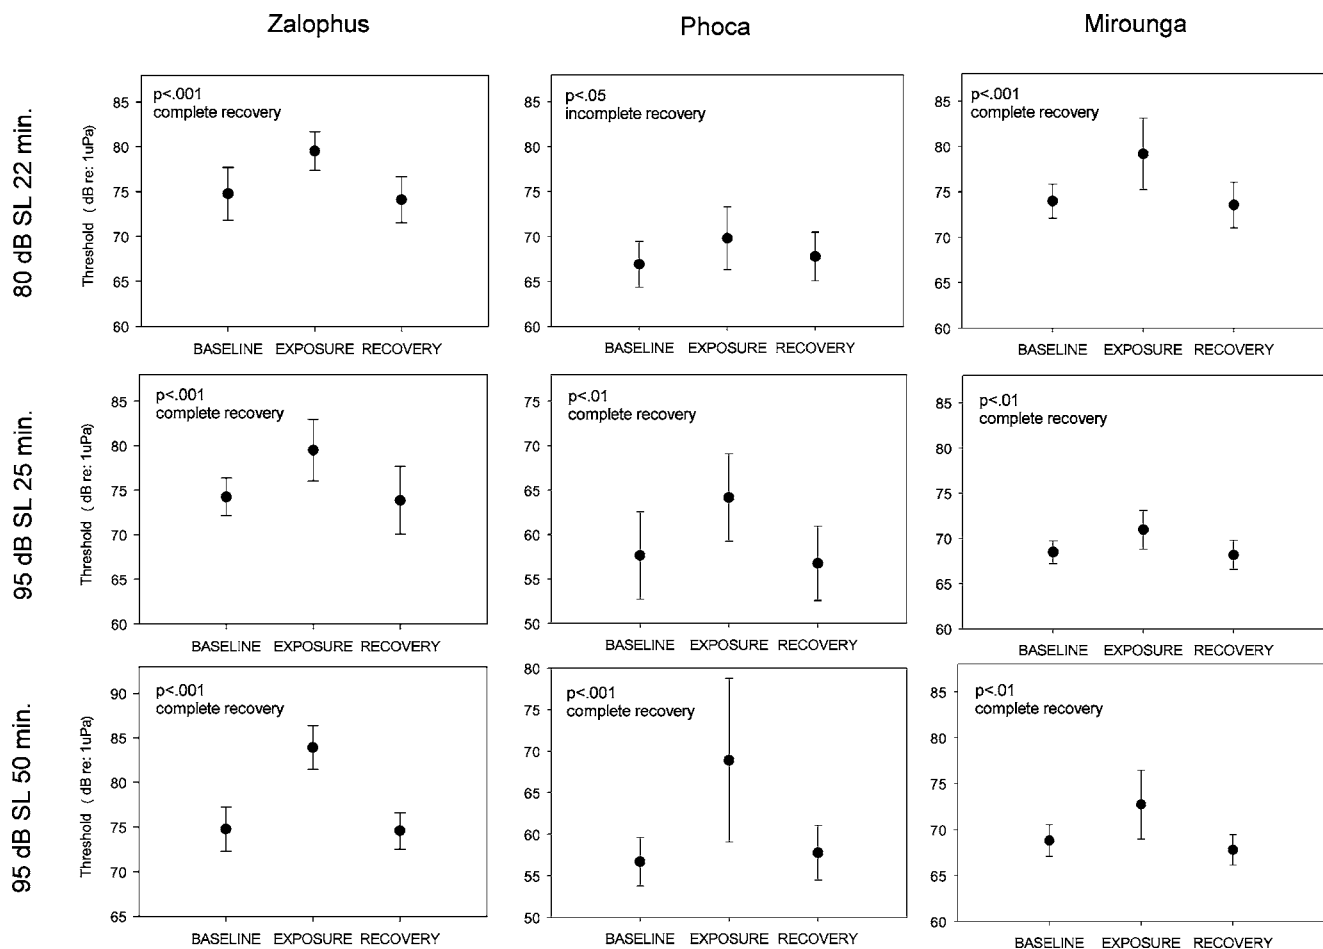 Zalophus
Phoca
Mirounga
80 dB SL 22 min.
Threshold ( dB re: 1uPa)
p<.001
complete recovery
85
80
75
70
65
60
BASELINE EXPOSURE RECOVERY
p<.05
incomplete recovery
85
80
75
70
65
60
BASELINE EXPOSURE RECOVERY
p<.001
complete recovery
85
80
75
70
65
60
BASELINE EXPOSURE RECOVERY
95 dB SL 25 min.
Threshold ( dB re: 1uPa)
p<.001
complete recovery
85
80
75
70
65
60
BASELINE EXPOSURE RECOVERY
p<.01
complete recovery
75
70
65
60
55
50
BASELINE EXPOSURE RECOVERY
p<.01
complete recovery
85
80
75
70
65
60
BASELINE EXPOSURE RECOVERY
95 dB SL 50 min.
Threshold ( dB re: 1uPa)
p<.001
complete recovery
90
85
80
75
70
65
BASELINE EXPOSURE RECOVERY
p<.001
complete recovery
80
75
70
65
60
55
50
BASELINE EXPOSURE RECOVERY
p<.01
complete recovery
85
80
75
70
65
60
BASELINE EXPOSURE RECOVERY